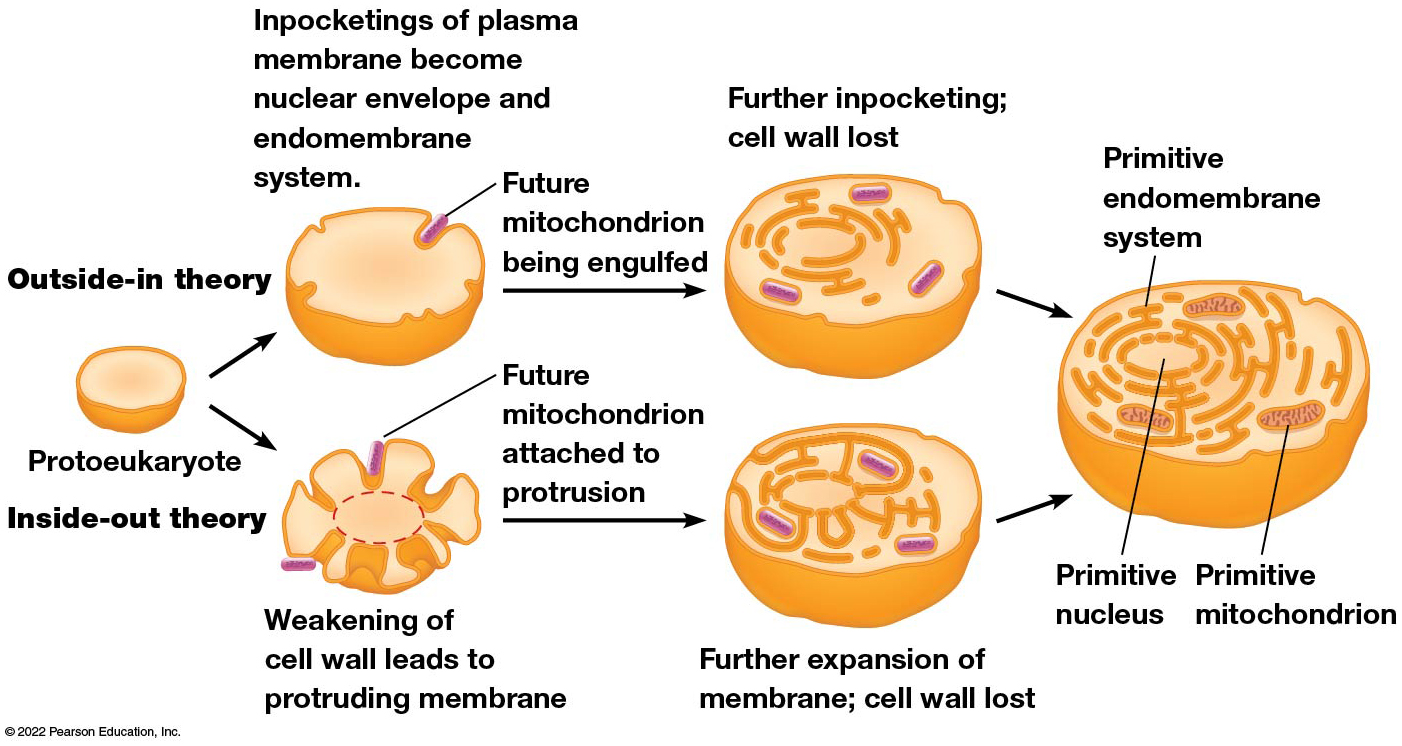 Inpocketings of plasma
membrane become
nuclear envelope and
endomembrane
system.
Future
mitochondrion
being engulfed
Further inpocketing;
cell wall lost
Primitive
endomembrane
system
Outside-in theory
Protoeukaryote
Inside-out theory
Future
mitochondrion
attached to
protrusion
Weakening of
cell wall leads to
protruding membrane
Further expansion of
membrane; cell wall lost
Primitive
nucleus
Primitive
mitochondrion
© 2022 Pearson Education, Inc.